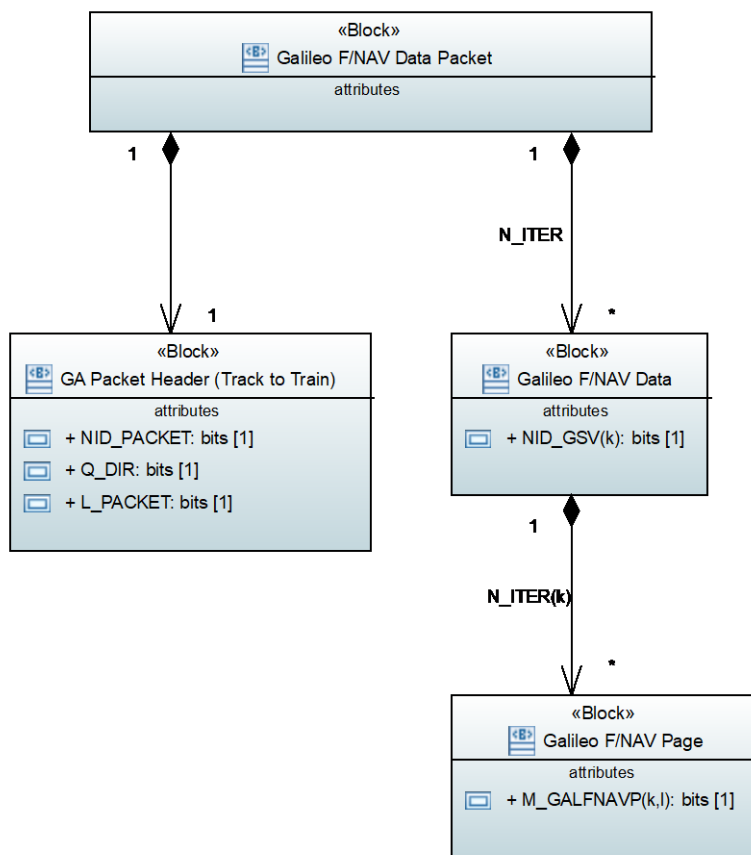 «Block»
Galileo F/NAV Data Packet
attributes
1
1
N_ITER
1
*
«Block»
GA Packet Header (Track to Train)
attributes
+ NID_PACKET: bits [1]
+ Q_DIR: bits [1]
+ L_PACKET: bits [1]
«Block»
Galileo F/NAV Data
attributes
+ NID_GSV(k): bits [1]
1
N_ITER(k)
*
«Block»
Galileo F/NAV Page
attributes
+ M_GALFNAVP(k,l): bits [1]